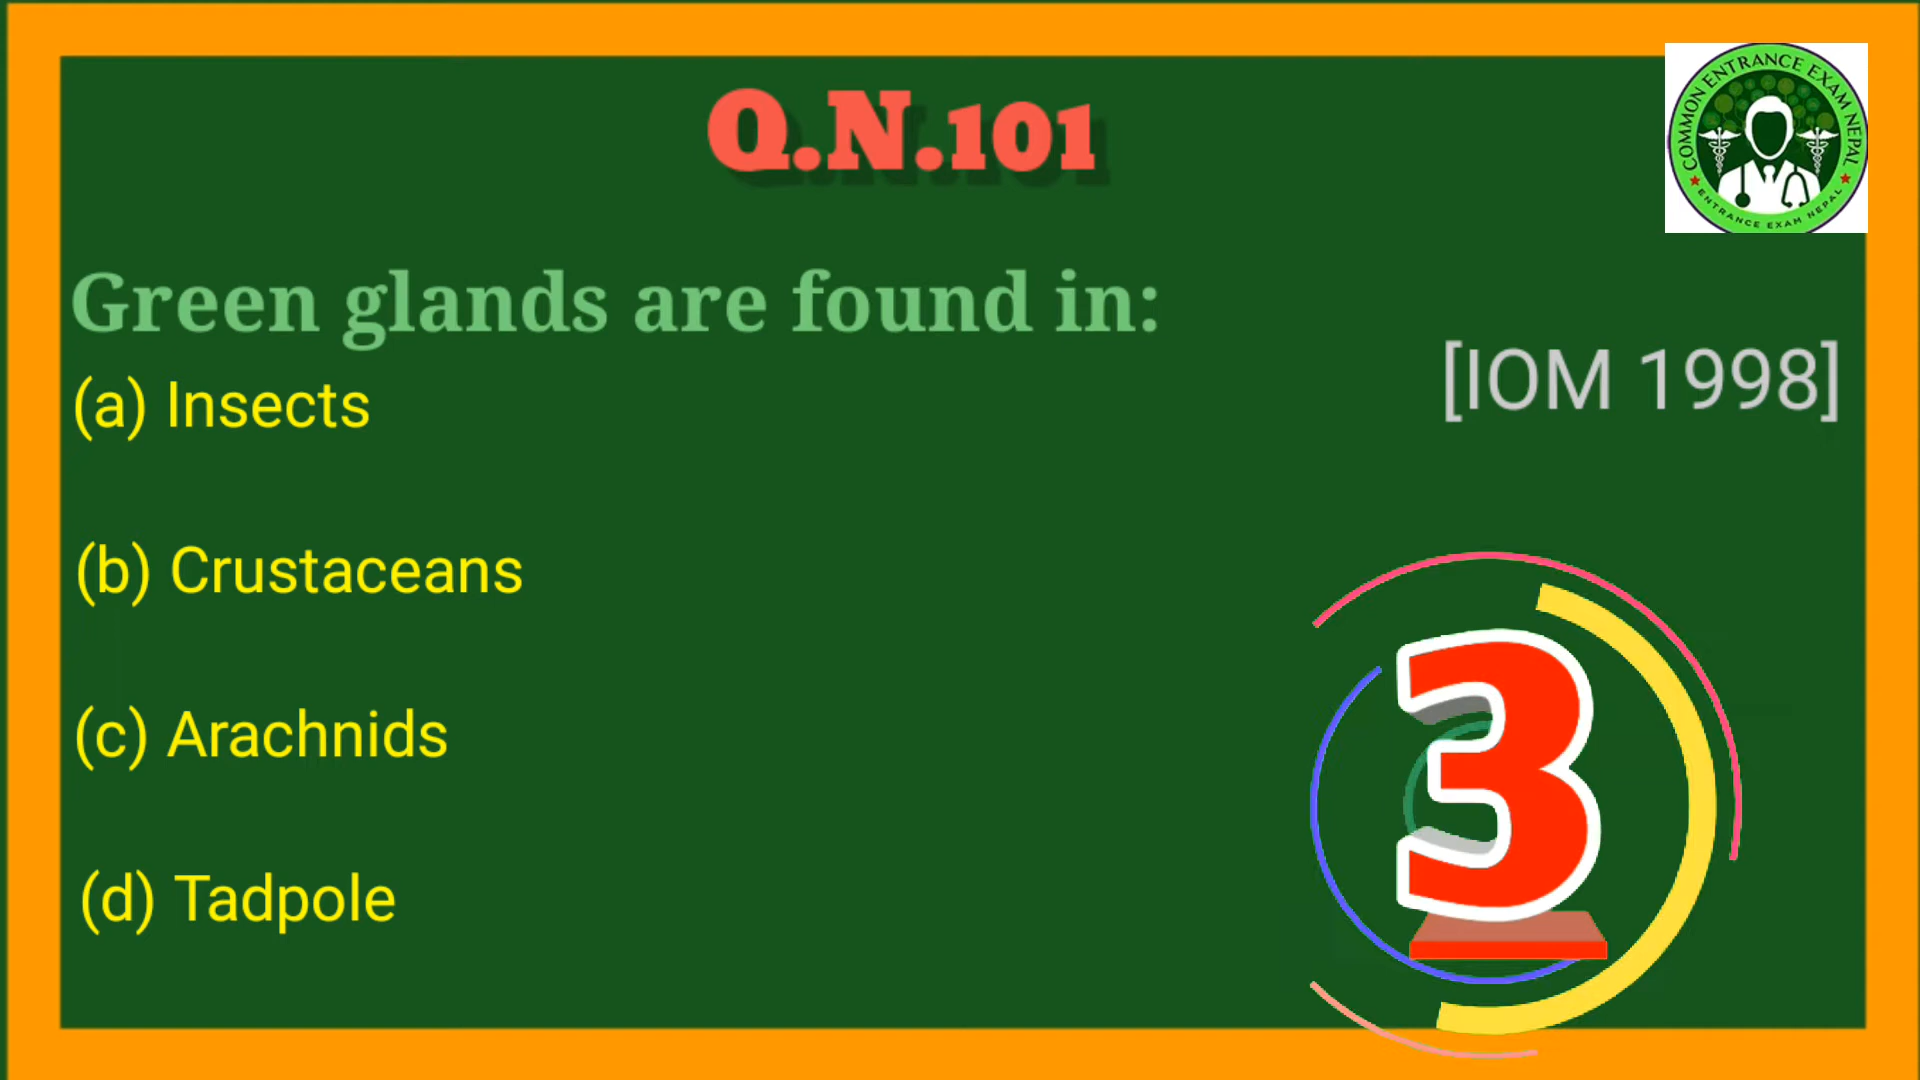 Q.N.101
COMMON ENTRANCE EXAM NEPAL
ENTRANCE EXAM NEPAL
Green glands are found in:
[IOM 1998]
(a) Insects
(b) Crustaceans
(c) Arachnids
(d) Tadpole
3